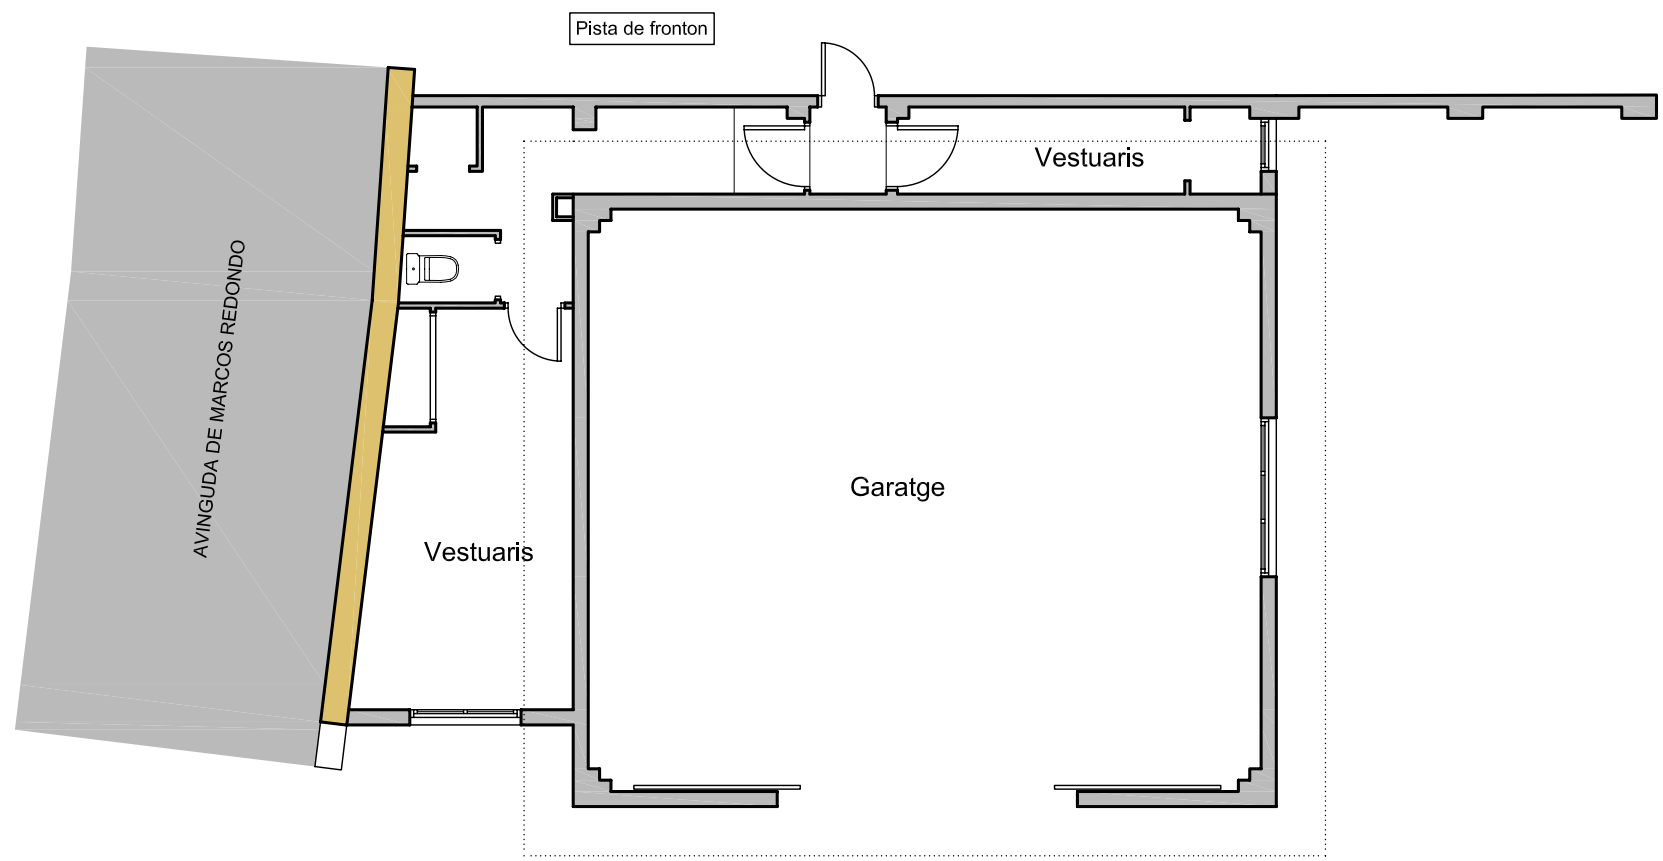 Pista de fronton
Vestuaris
AVINGUDA DE MARCOS REDONDO
Garatge
Vestuaris